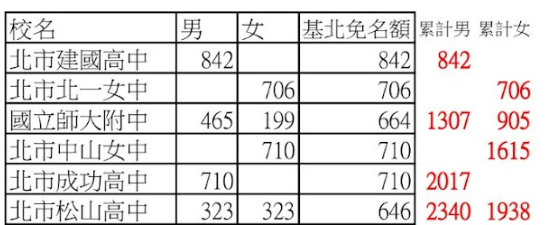 校名 男 女 基北免名額 累計男 累計女
北市建國高中 842 842 842
北市北一女中 706 706 706
國立師大附中 465 199 664 1307 905
北市中山女中 710 710 1615
北市成功高中 710 710 2017
北市松山高中 323 323 646 2340 1938